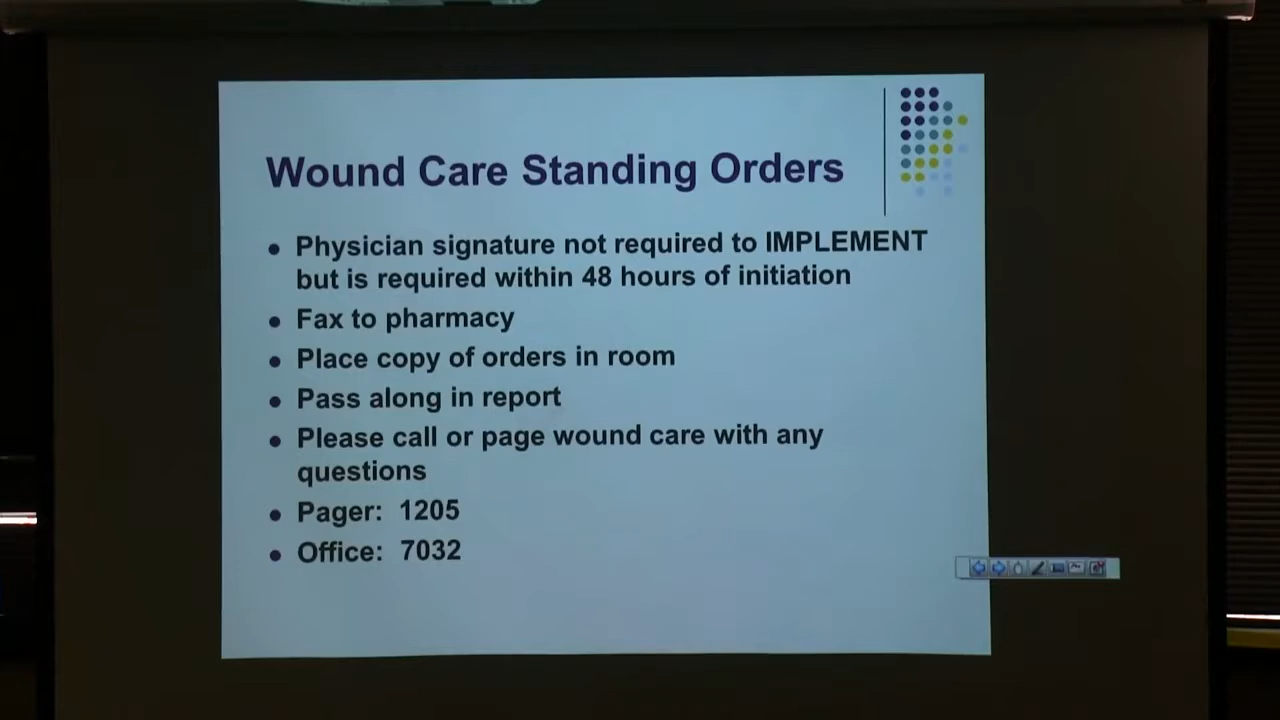 Wound Care Standing Orders
• Physician signature not required to IMPLEMENT
but is required within 48 hours of initiation
• Fax to pharmacy
• Place copy of orders in room
• Pass along in report
• Please call or page wound care with any
questions
• Pager: 1205
• Office: 7032